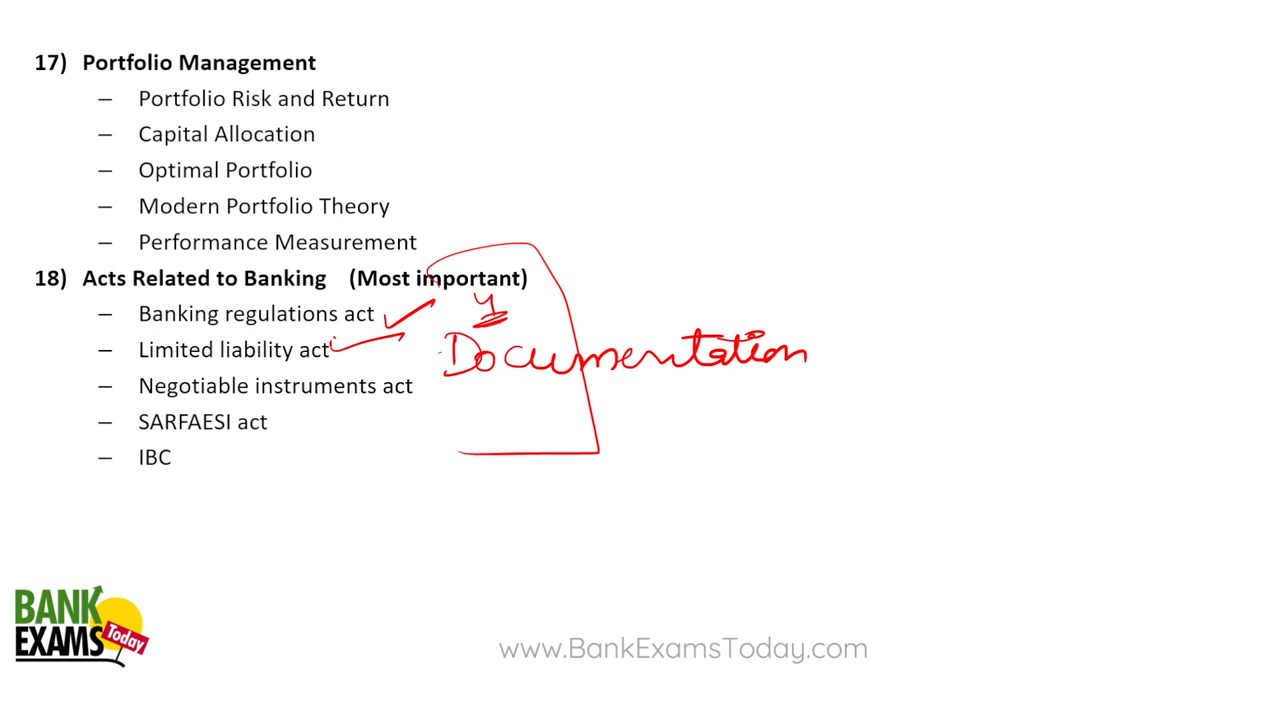 17) Portfolio Management
– Portfolio Risk and Return
– Capital Allocation
– Optimal Portfolio
– Modern Portfolio Theory
– Performance Measurement
18) Acts Related to Banking (Most important)
– Banking regulations act
4
– Limited liability act
Documentation
– Negotiable instruments act
– SARFAESI act
– IBC
BANK
EXAMS Today
www.BankExamsToday.com